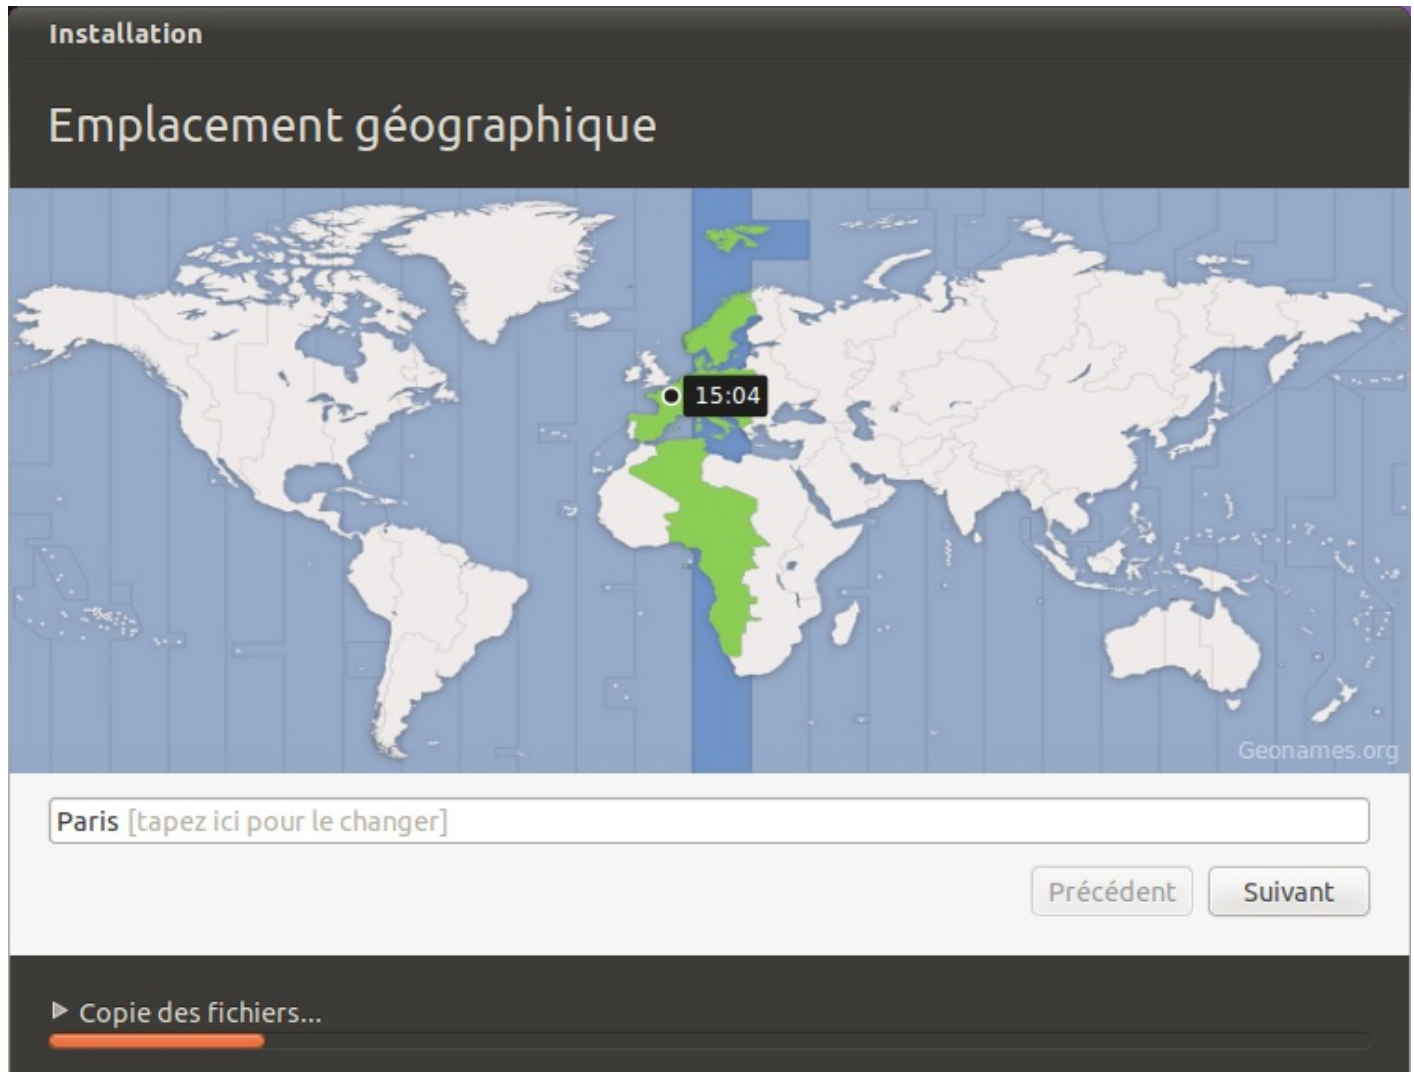 Installation
Emplacement géographique
15:04
Geonames.org
Paris [tapez ici pour le changer]
Précédent Suivant
Copie des fichiers...